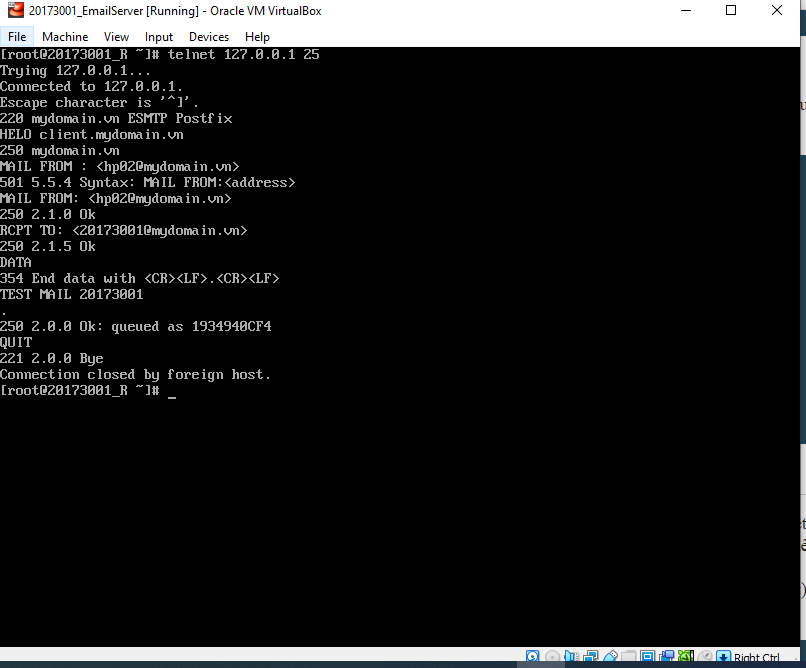 20173001_EmailServer [Running] - Oracle VM VirtualBox
File Machine View Input Devices Help
[root@20173001_R ~]# telnet 127.0.0.1 25
Trying 127.0.0.1...
Connected to 127.0.0.1.
Escape character is '^]'.
220 mydomain.vn ESMTP Postfix
HELO client.mydomain.vn
250 mydomain.vn
MAIL FROM : <hp02@mydomain.vn>
501 5.5.4 Syntax: MAIL FROM:<address>
MAIL FROM: <hp02@mydomain.vn>
250 2.1.0 Ok
RCPT TO: <20173001@mydomain.vn>
250 2.1.5 Ok
DATA
354 End data with <CR><LF>.<CR><LF>
TEST MAIL 20173001
.
250 2.0.0 Ok: queued as 1934940CF4
QUIT
221 2.0.0 Bye
Connection closed by foreign host.
[root@20173001_R ~]# _
Right Ctrl